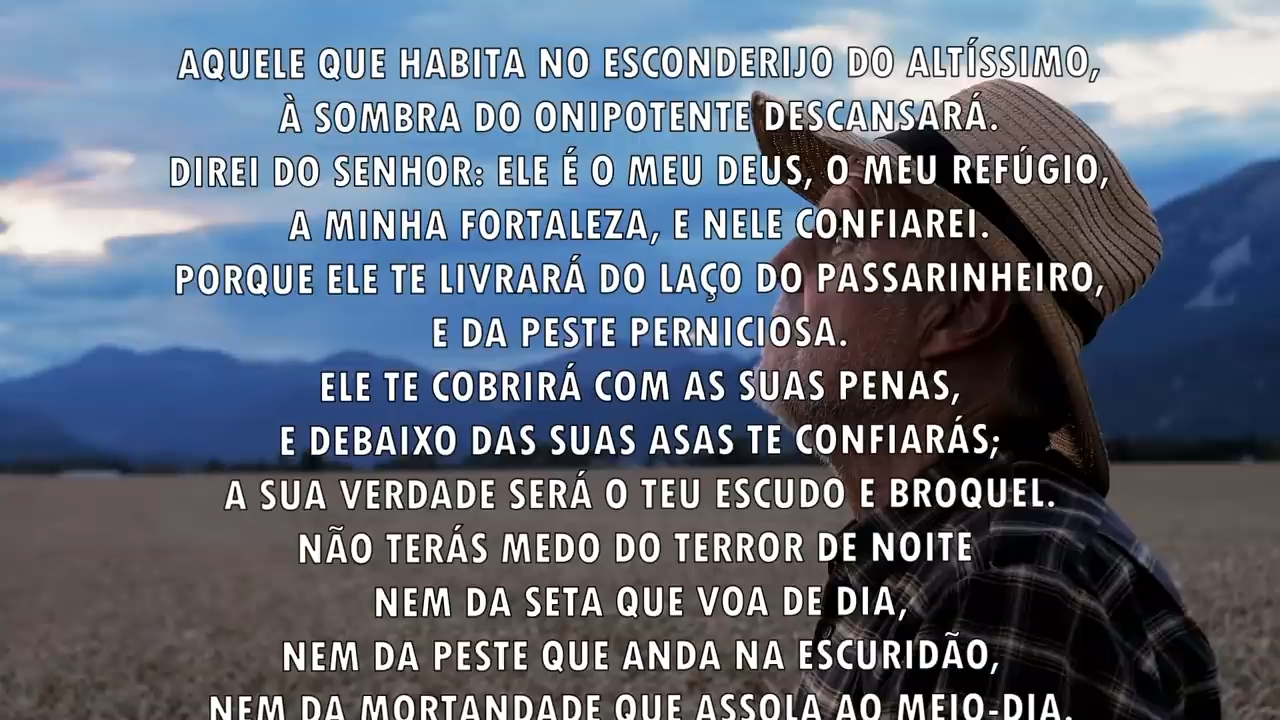 AQUELE QUE HABITA NO ESCONDERIJO DO ALTÍSSIMO,
À SOMBRA DO ONIPOTENTE DESCANSARÁ.
DIREI DO SENHOR: ELE É O MEU DEUS, O MEU REFÚGIO,
A MINHA FORTALEZA, E NELE CONFIAREI.
PORQUE ELE TE LIVRARÁ DO LAÇO DO PASSARINHEIRO,
E DA PESTE PERNICIOSA.
ELE TE COBRIRÁ COM AS SUAS PENAS,
E DEBAIXO DAS SUAS ASAS TE CONFIARÁS;
A SUA VERDADE SERÁ O TEU ESCUDO E BROQUEL.
NÃO TERÁS MEDO DO TERROR DE NOITE
NEM DA SETA QUE VOA DE DIA,
NEM DA PESTE QUE ANDA NA ESCURIDÃO,
NEM DA MORTANDADE QUE ASSOLA AO MEIO-DIA.